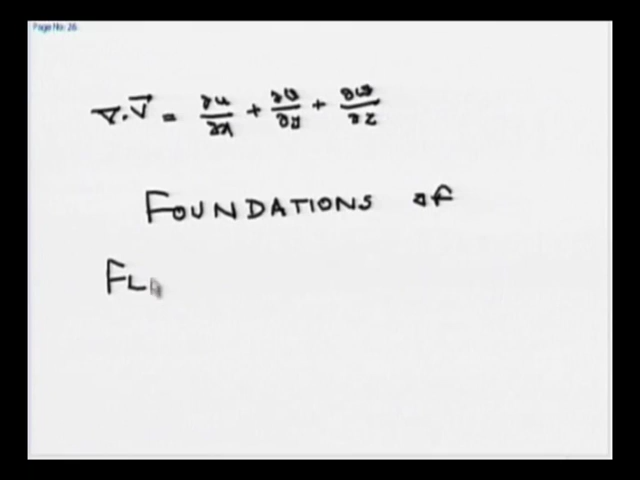 Page No: 26
∇·V⃗ = ∂u/∂x + ∂v/∂y + ∂w/∂z
FOUNDATIONS OF
FL